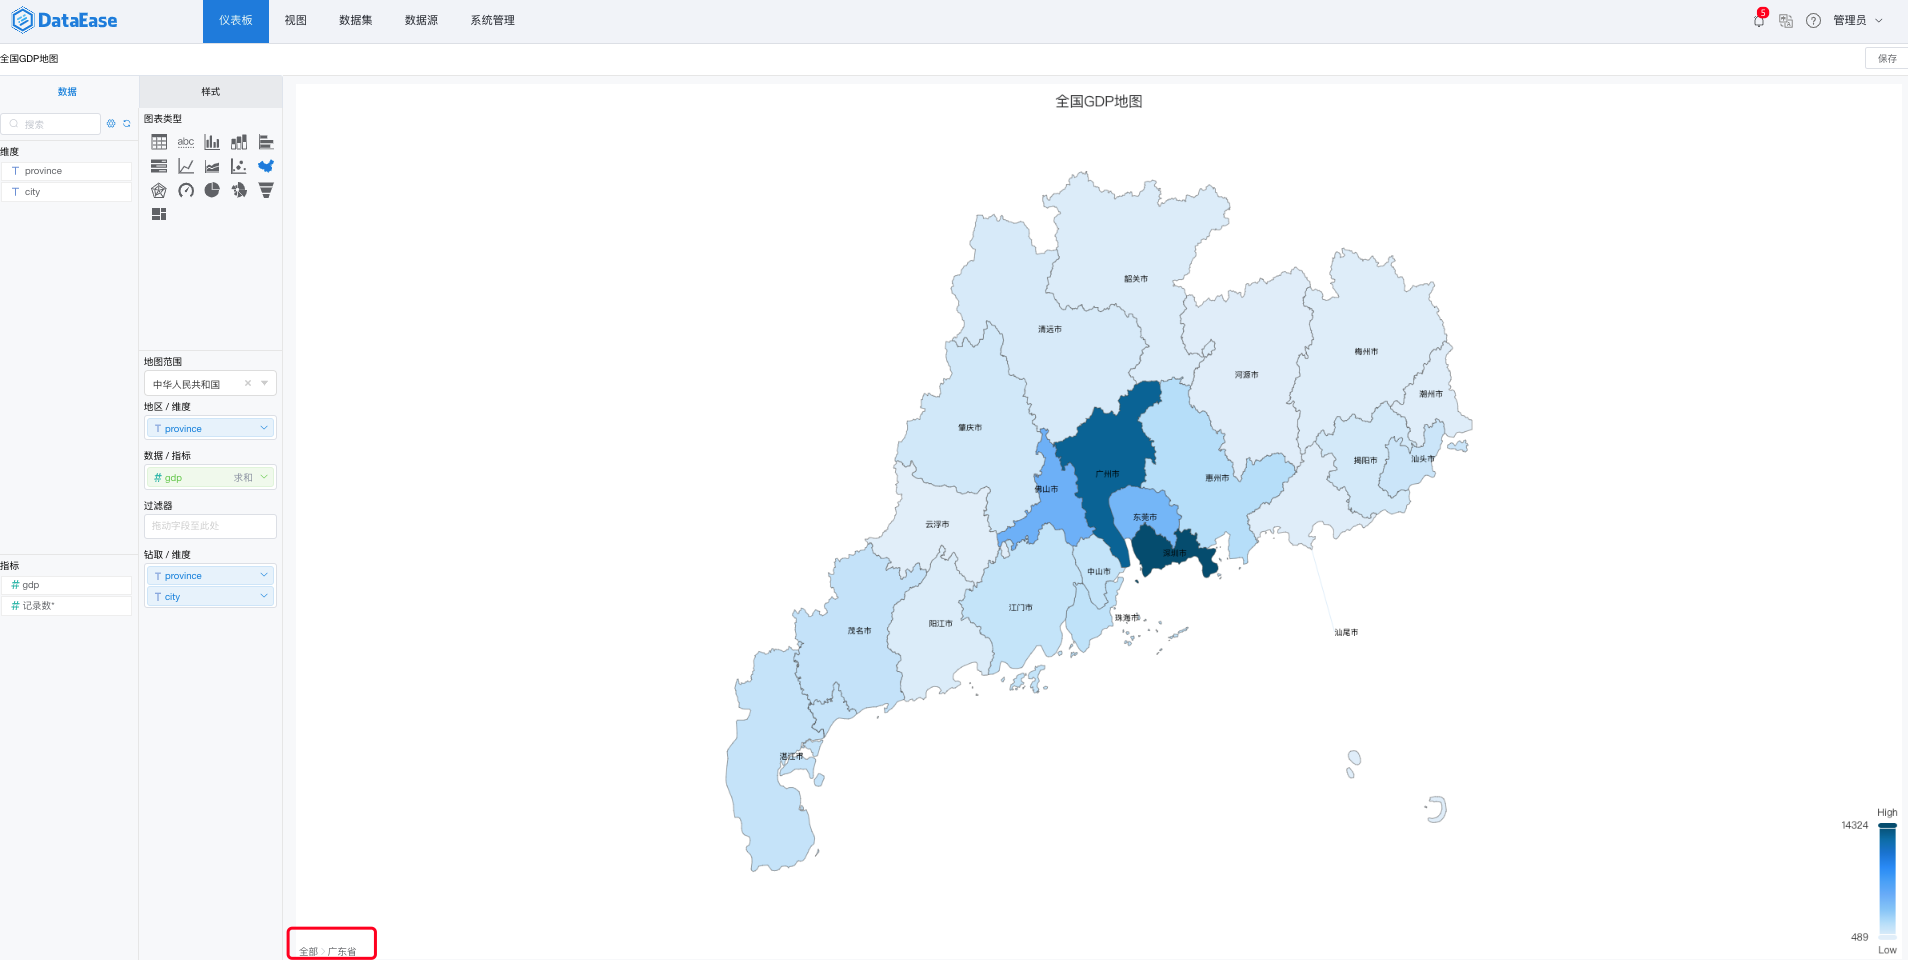 DataEase 仪表板 视图 数据集 数据源 系统管理 5 管理员
全国GDP地图 保存
数据 样式
搜索
维度
province
city
指标
gdp
记录数*
图表类型
abc
地图范围
中华人民共和国
地区 / 维度
province
数据 / 指标
gdp 求和
过滤器
拖动字段至此处
钻取 / 维度
province
city
全国GDP地图
韶关市
清远市
梅州市
河源市
潮州市
肇庆市
揭阳市
汕头市
广州市
惠州市
佛山市
东莞市
云浮市
深圳市
中山市
江门市
珠海市
阳江市
茂名市
汕尾市
湛江市
High
14324
489
Low
全部 广东省